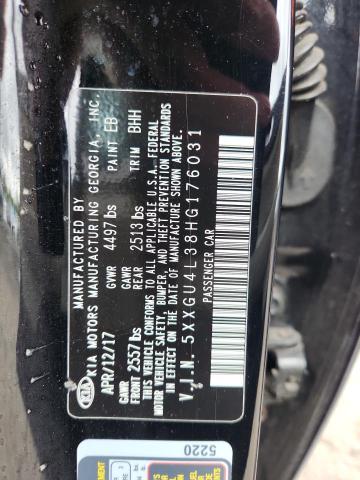 MANUFACTURED BY
KIA
KIA MOTORS MANUFACTURING GEORGIA, INC.
APR/12/17 GVWR 4497 lbs PAINT EB
GAWR FRONT 2557 lbs GAWR REAR 2513 lbs TRIM BHH
THIS VEHICLE CONFORMS TO ALL APPLICABLE U.S.A. FEDERAL
MOTOR VEHICLE SAFETY, BUMPER, AND THEFT PREVENTION STANDARDS
IN EFFECT ON THE DATE OF MANUFACTURE SHOWN ABOVE.
V.I.N. 5XXGU4L38HG176031
PASSENGER CAR
5220